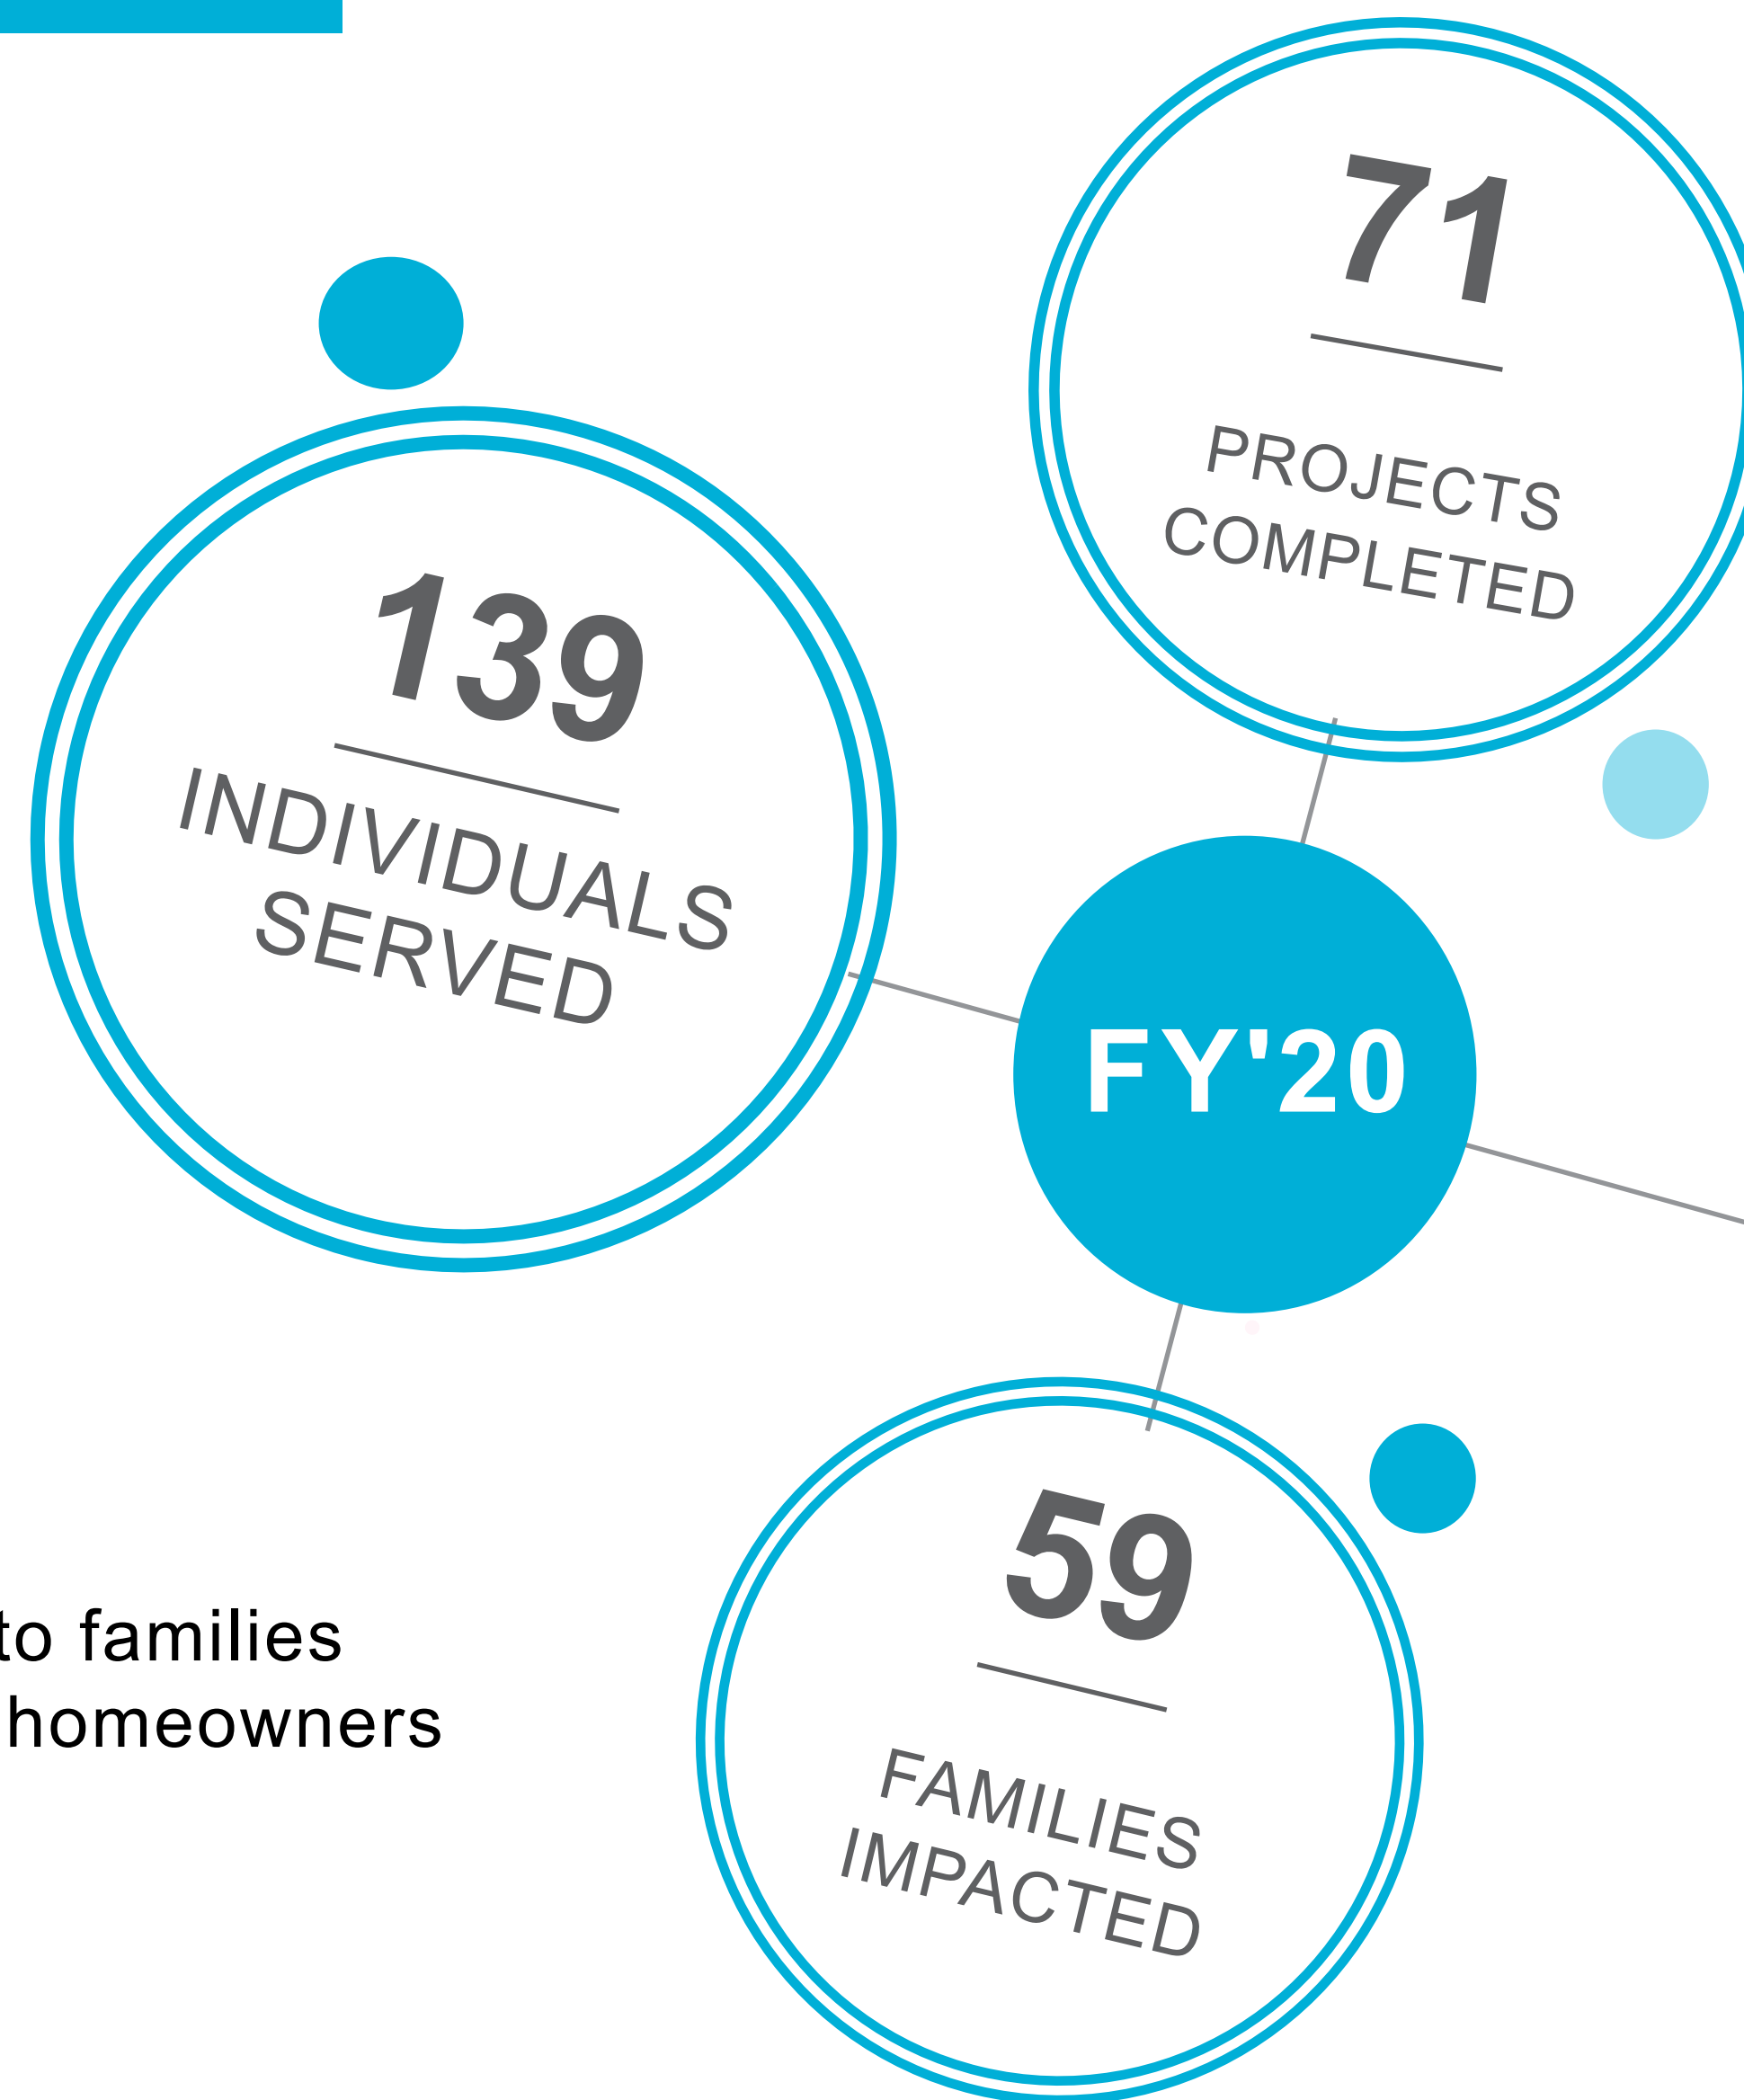 71
PROJECTS
COMPLETED
139
INDIVIDUALS
SERVED
FY'20
59
FAMILIES
IMPACTED
to families
homeowners